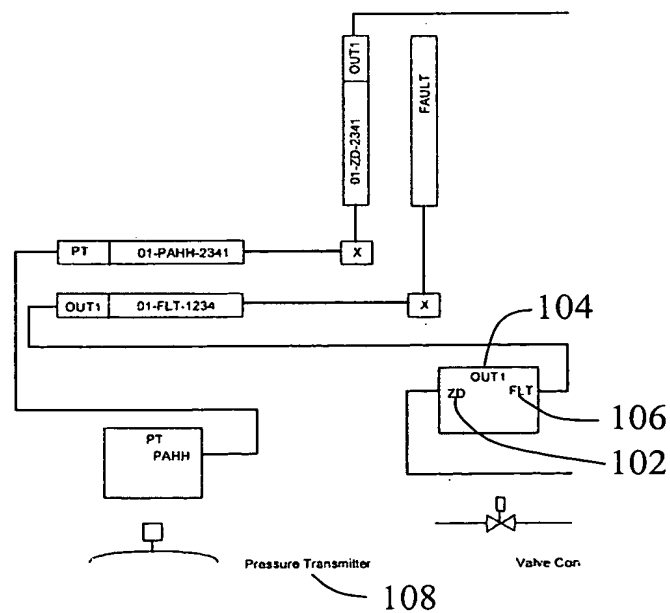 OUT1
01-ZD-2341
FAULT
PT 01-PAHH-2341 X
OUT1 01-FLT-1234 X
104
OUT1
ZD FLT
106
102
PT
PAHH
Pressure Transmitter
Valve Con
108